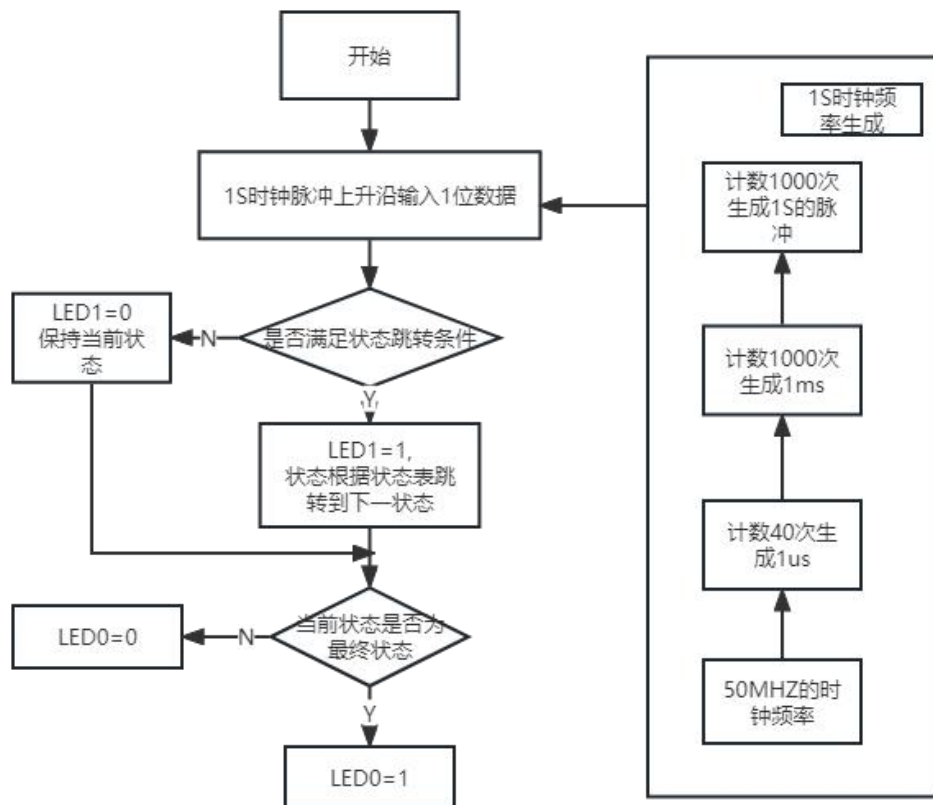 开始
1S时钟脉冲上升沿输入1位数据
是否满足状态跳转条件
N
LED1=0
保持当前状
态
Y
LED1=1,
状态根据状态表跳
转到下一状态
当前状态是否为
最终状态
N
LED0=0
Y
LED0=1
1S时钟频
率生成
计数1000次
生成1S的脉
冲
计数1000次
生成1ms
计数40次生
成1us
50MHZ的时
钟频率